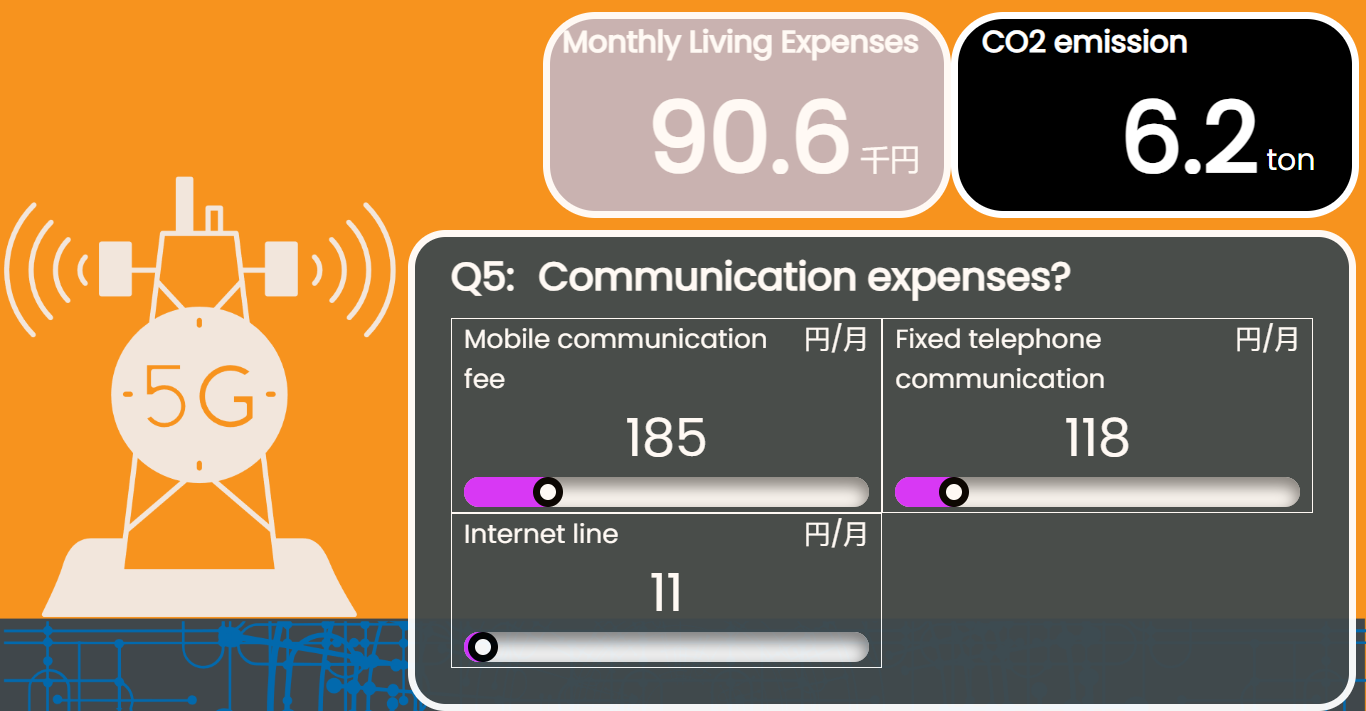 Monthly Living Expenses
90.6 千円
CO2 emission
6.2 ton
5G
Q5: Communication expenses?
Mobile communication 円/月
fee
185
Fixed telephone 円/月
communication
118
Internet line 円/月
11